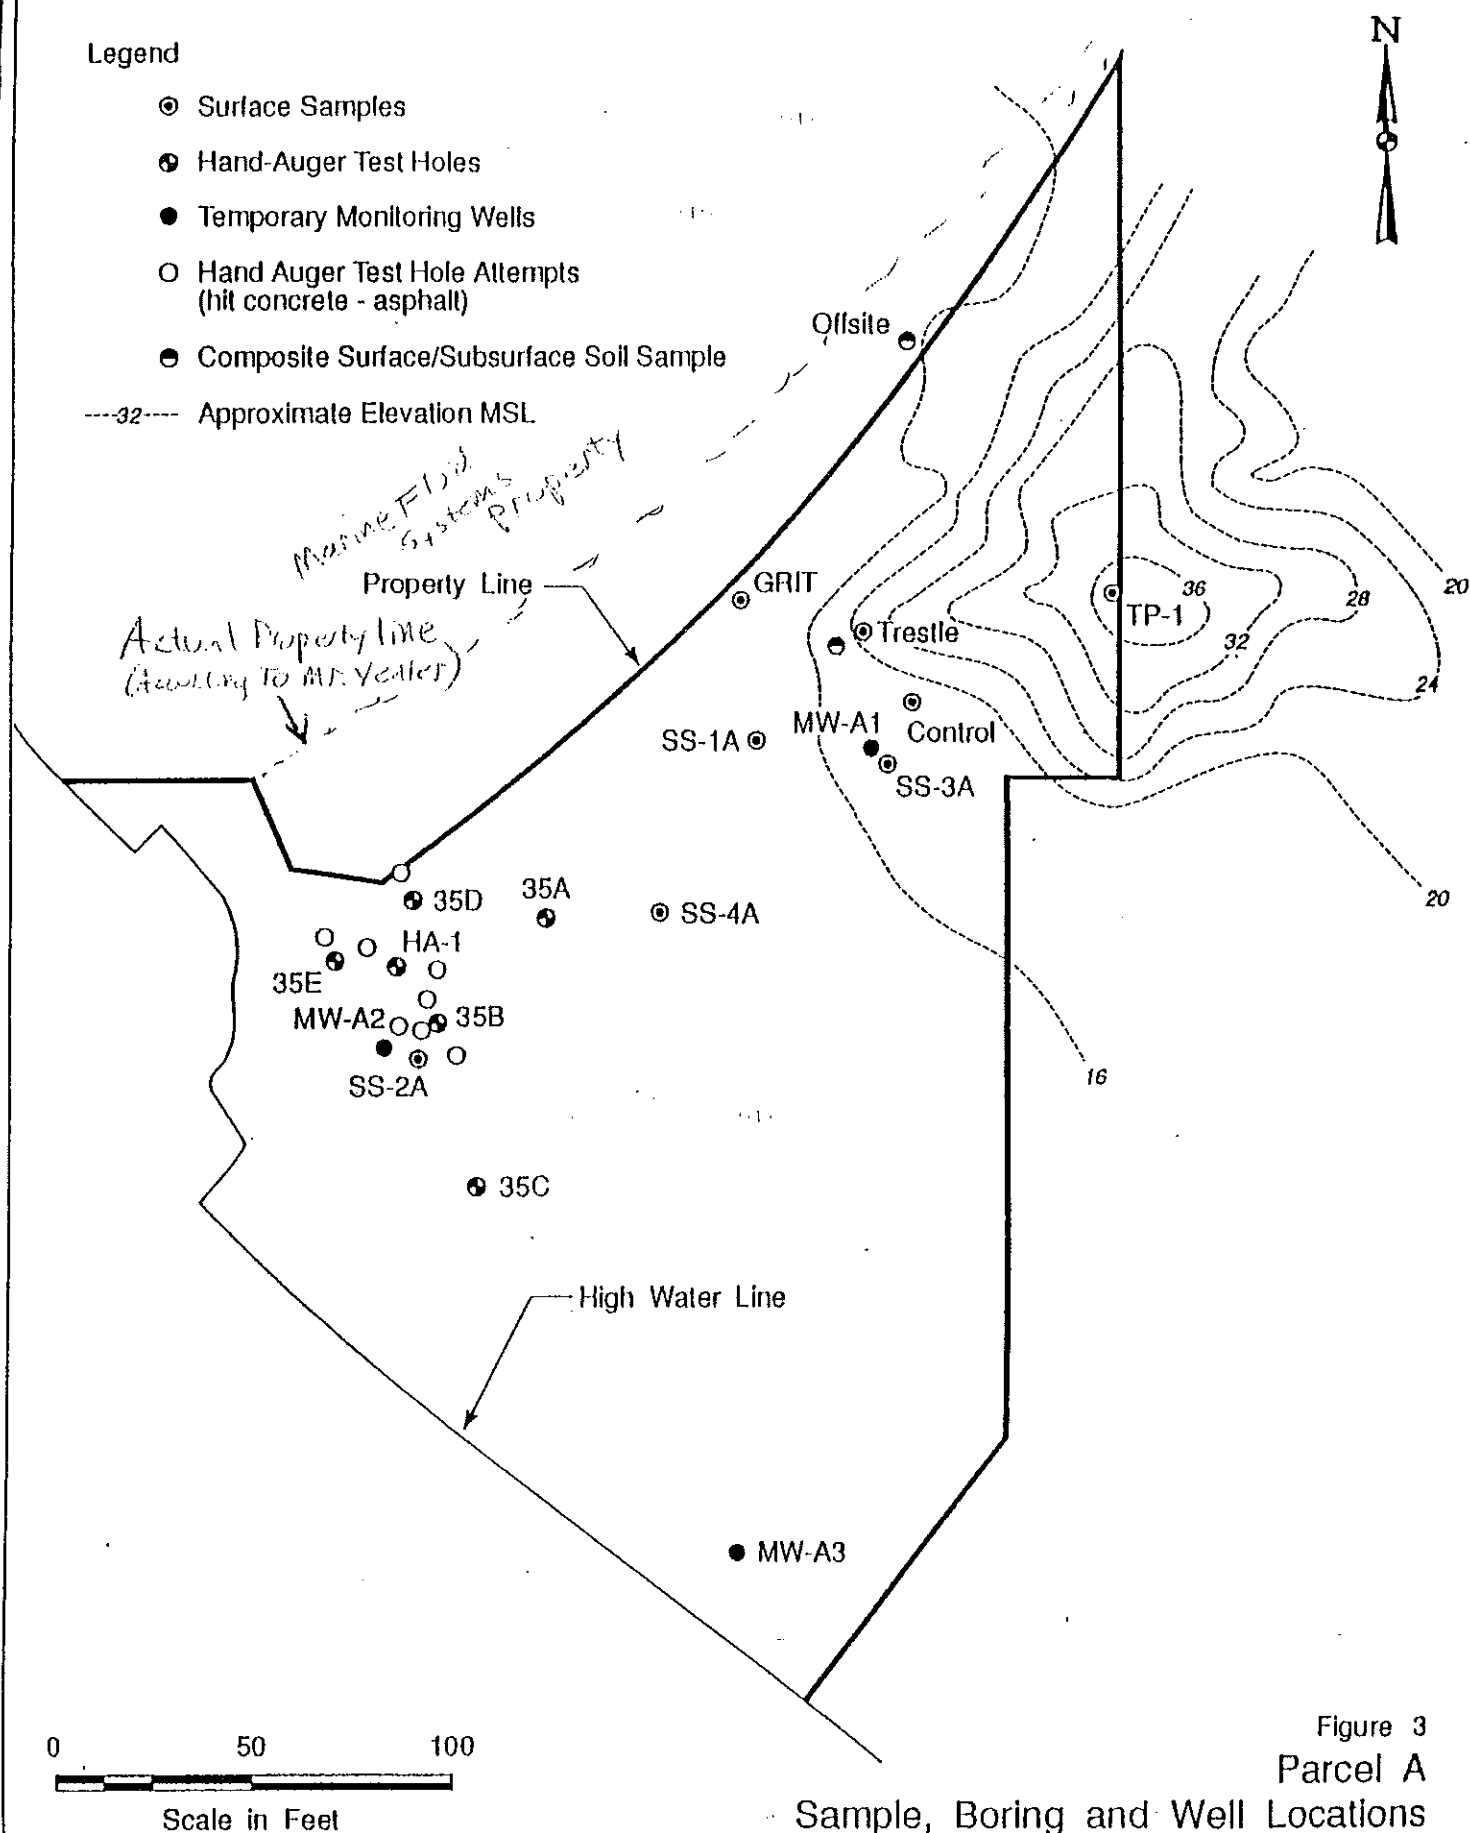 N
Legend
Surface Samples
Hand-Auger Test Holes
Temporary Monitoring Wells
Hand Auger Test Hole Attempts
(hit concrete - asphalt)
Composite Surface/Subsurface Soil Sample
----32---- Approximate Elevation MSL
Offsite
Marine Fluid
Systems
Property
Property Line
GRIT
Actual Property line
(According To Mr. )
Trestle
TP-1
36
28
20
32
24
MW-A1
Control
SS-1A
SS-3A
20
35D
35A
SS-4A
HA-1
35E
MW-A2
35B
SS-2A
16
35C
High Water Line
MW-A3
0 50 100
Scale in Feet
Figure 3
Parcel A
Sample, Boring and Well Locations